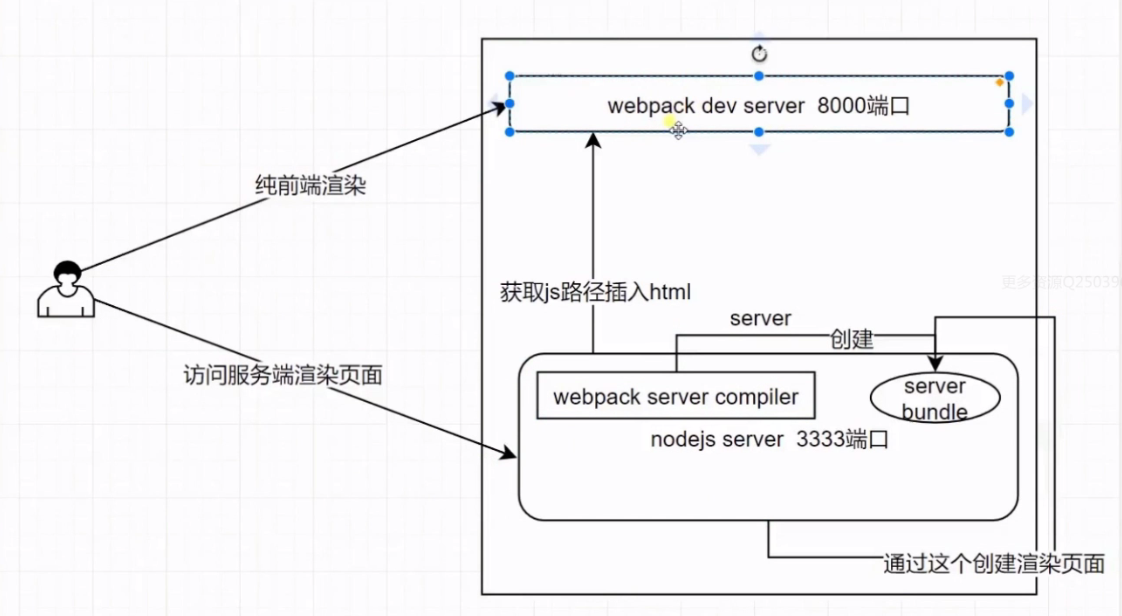 webpack dev server 8000端口
纯前端渲染
更多资源Q25039
获取js路径插入html
server
创建
访问服务端渲染页面
webpack server compiler
server
bundle
nodejs server 3333端口
通过这个创建渲染页面